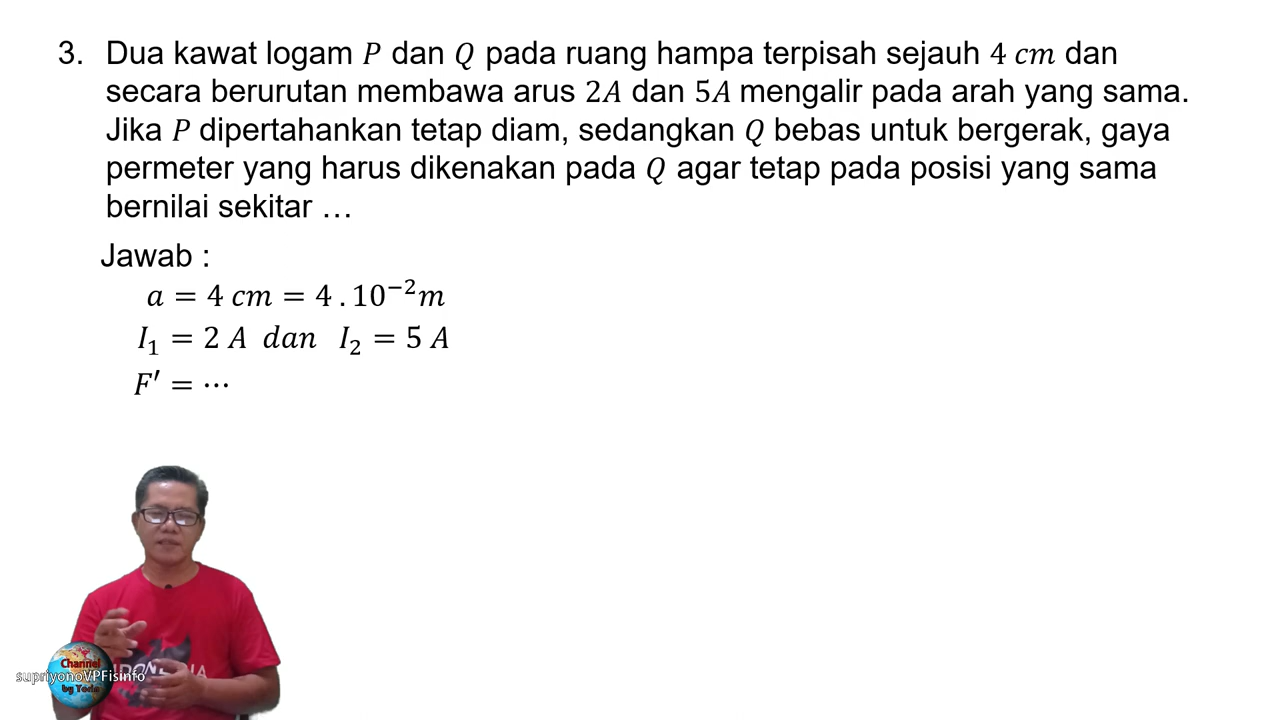 3. Dua kawat logam P dan Q pada ruang hampa terpisah sejauh 4 cm dan
secara berurutan membawa arus 2A dan 5A mengalir pada arah yang sama.
Jika P dipertahankan tetap diam, sedangkan Q bebas untuk bergerak, gaya
permeter yang harus dikenakan pada Q agar tetap pada posisi yang sama
bernilai sekitar …
Jawab :
a = 4 cm = 4 . 10⁻² m
I₁ = 2 A dan I₂ = 5 A
F′ = ⋯
Channel
supriyonoVPFisinfo